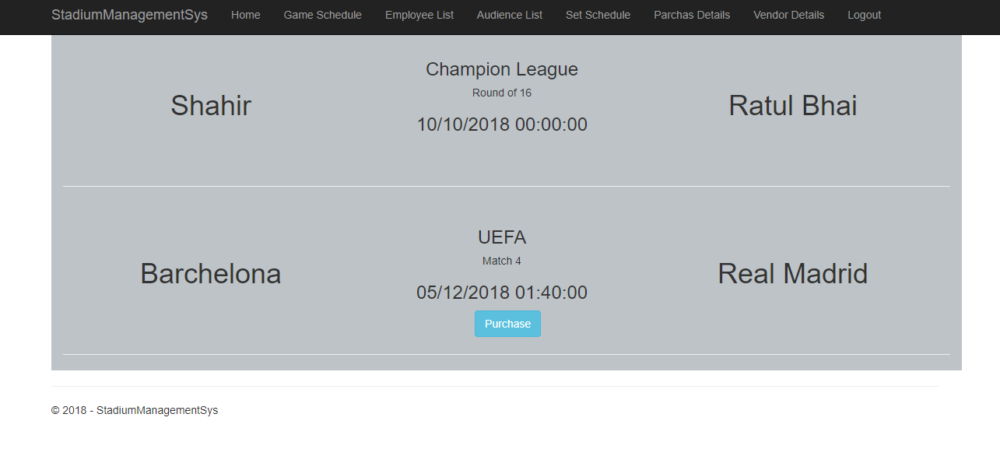 StadiumManagementSys Home Game Schedule Employee List Audience List Set Schedule Parchas Details Vendor Details Logout
Champion League
Round of 16
Shahir
Ratul Bhai
10/10/2018 00:00:00
UEFA
Match 4
Barchelona
Real Madrid
05/12/2018 01:40:00
Purchase
© 2018 - StadiumManagementSys